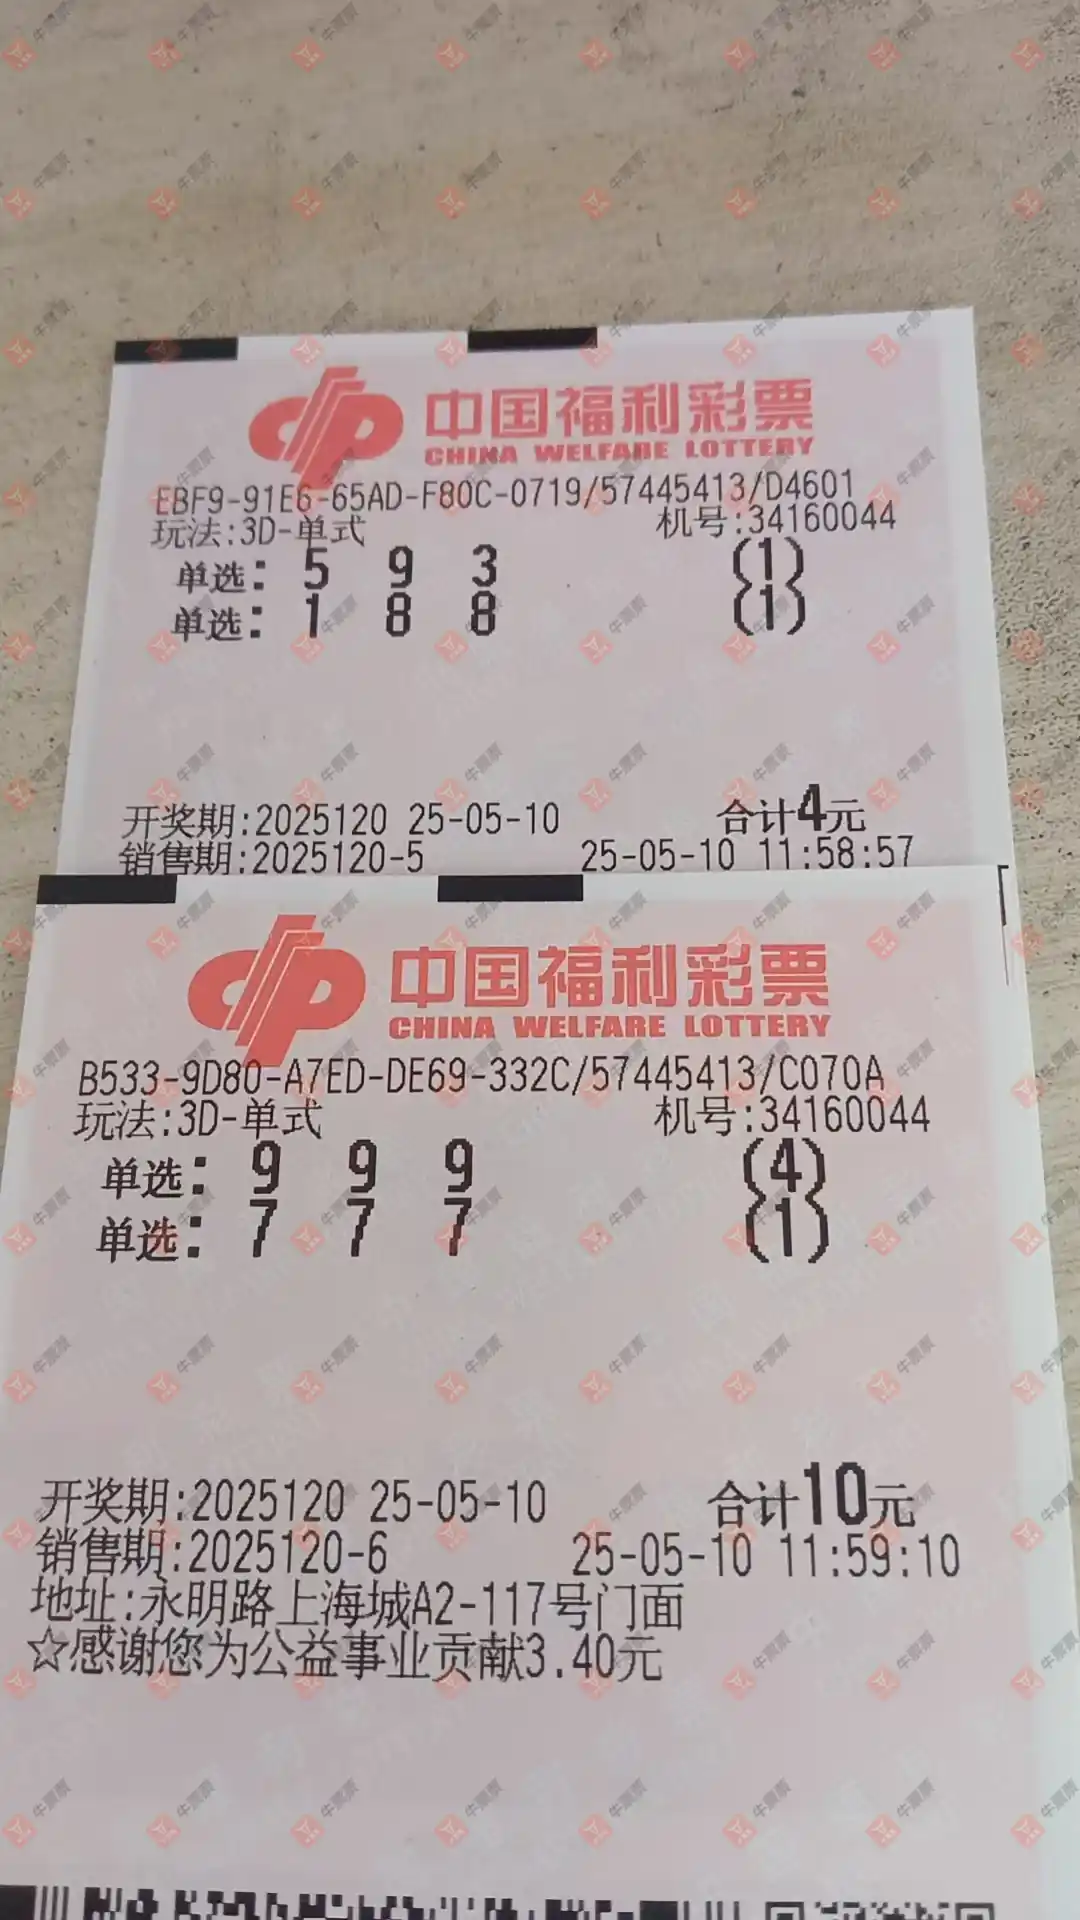 中国福利彩票
CHINA WELFARE LOTTERY
EBF9-91E6-65AD-F80C-0719/57445413/D4601
玩法:3D-单式 机号:34160044
单选: 5 9 3 (1)
单选: 1 8 8 (1)
开奖期:2025120 25-05-10 合计4元
销售期:2025120-5 25-05-10 11:58:57
中国福利彩票
CHINA WELFARE LOTTERY
B533-9D80-A7ED-DE69-332C/57445413/C070A
玩法:3D-单式 机号:34160044
单选: 9 9 9 (4)
单选: 7 7 7 (1)
开奖期:2025120 25-05-10 合计10元
销售期:2025120-6 25-05-10 11:59:10
地址:永明路上海城A2-117号门面
☆感谢您为公益事业贡献3.40元